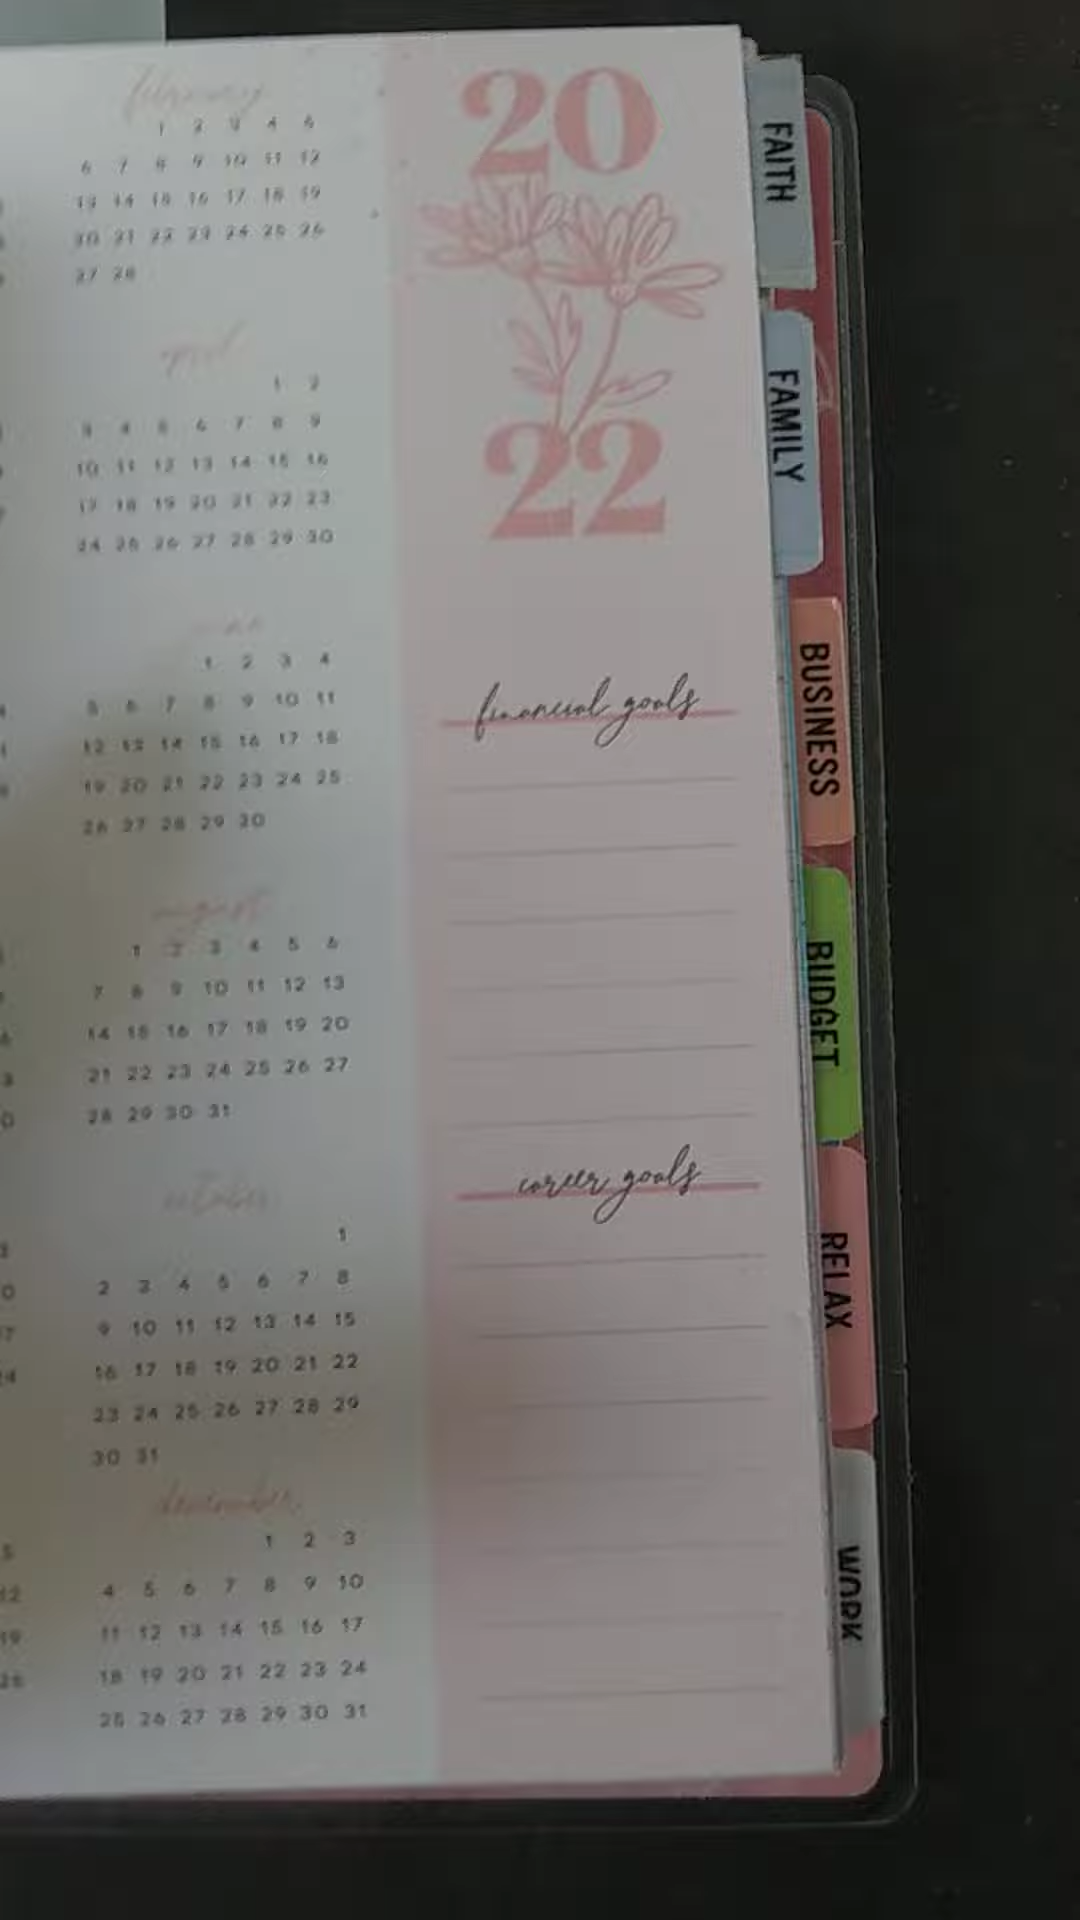 february
1 2 3 4 5
6 7 8 9 10 11 12
13 14 15 16 17 18 19
20 21 22 23 24 25 26
27 28
april
1 2
3 4 5 6 7 8 9
10 11 12 13 14 15 16
17 18 19 20 21 22 23
24 25 26 27 28 29 30
june
1 2 3 4
5 6 7 8 9 10 11
12 13 14 15 16 17 18
19 20 21 22 23 24 25
26 27 28 29 30
august
1 2 3 4 5 6
7 8 9 10 11 12 13
14 15 16 17 18 19 20
21 22 23 24 25 26 27
28 29 30 31
october
1
2 3 4 5 6 7 8
9 10 11 12 13 14 15
16 17 18 19 20 21 22
23 24 25 26 27 28 29
30 31
december
1 2 3
4 5 6 7 8 9 10
11 12 13 14 15 16 17
18 19 20 21 22 23 24
25 26 27 28 29 30 31
20
22
financial goals
career goals
FAITH
FAMILY
BUSINESS
BUDGET
RELAX
WORK